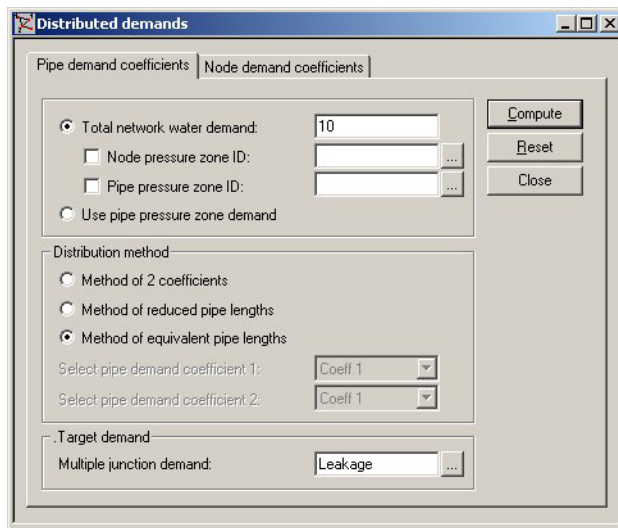 Distributed demands
Pipe demand coefficients Node demand coefficients
Total network water demand: 10
Node pressure zone ID: ...
Pipe pressure zone ID: ...
Use pipe pressure zone demand
Compute
Reset
Close
Distribution method
Method of 2 coefficients
Method of reduced pipe lengths
Method of equivalent pipe lengths
Select pipe demand coefficient 1: Coeff 1
Select pipe demand coefficient 2: Coeff 1
.Target demand
Multiple junction demand: Leakage ...